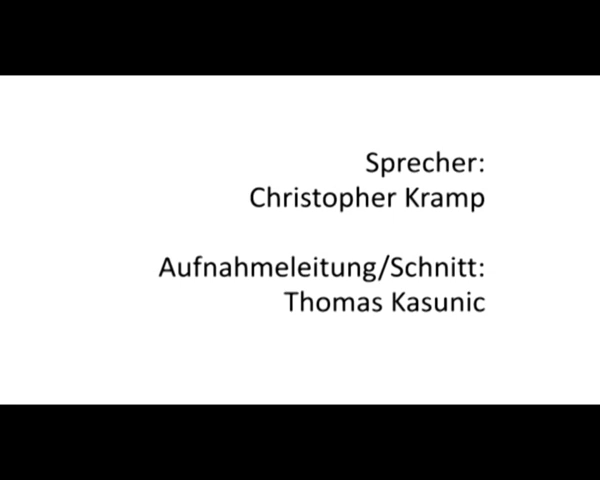 Sprecher:
Christopher Kramp
Aufnahmeleitung/Schnitt:
Thomas Kasunic